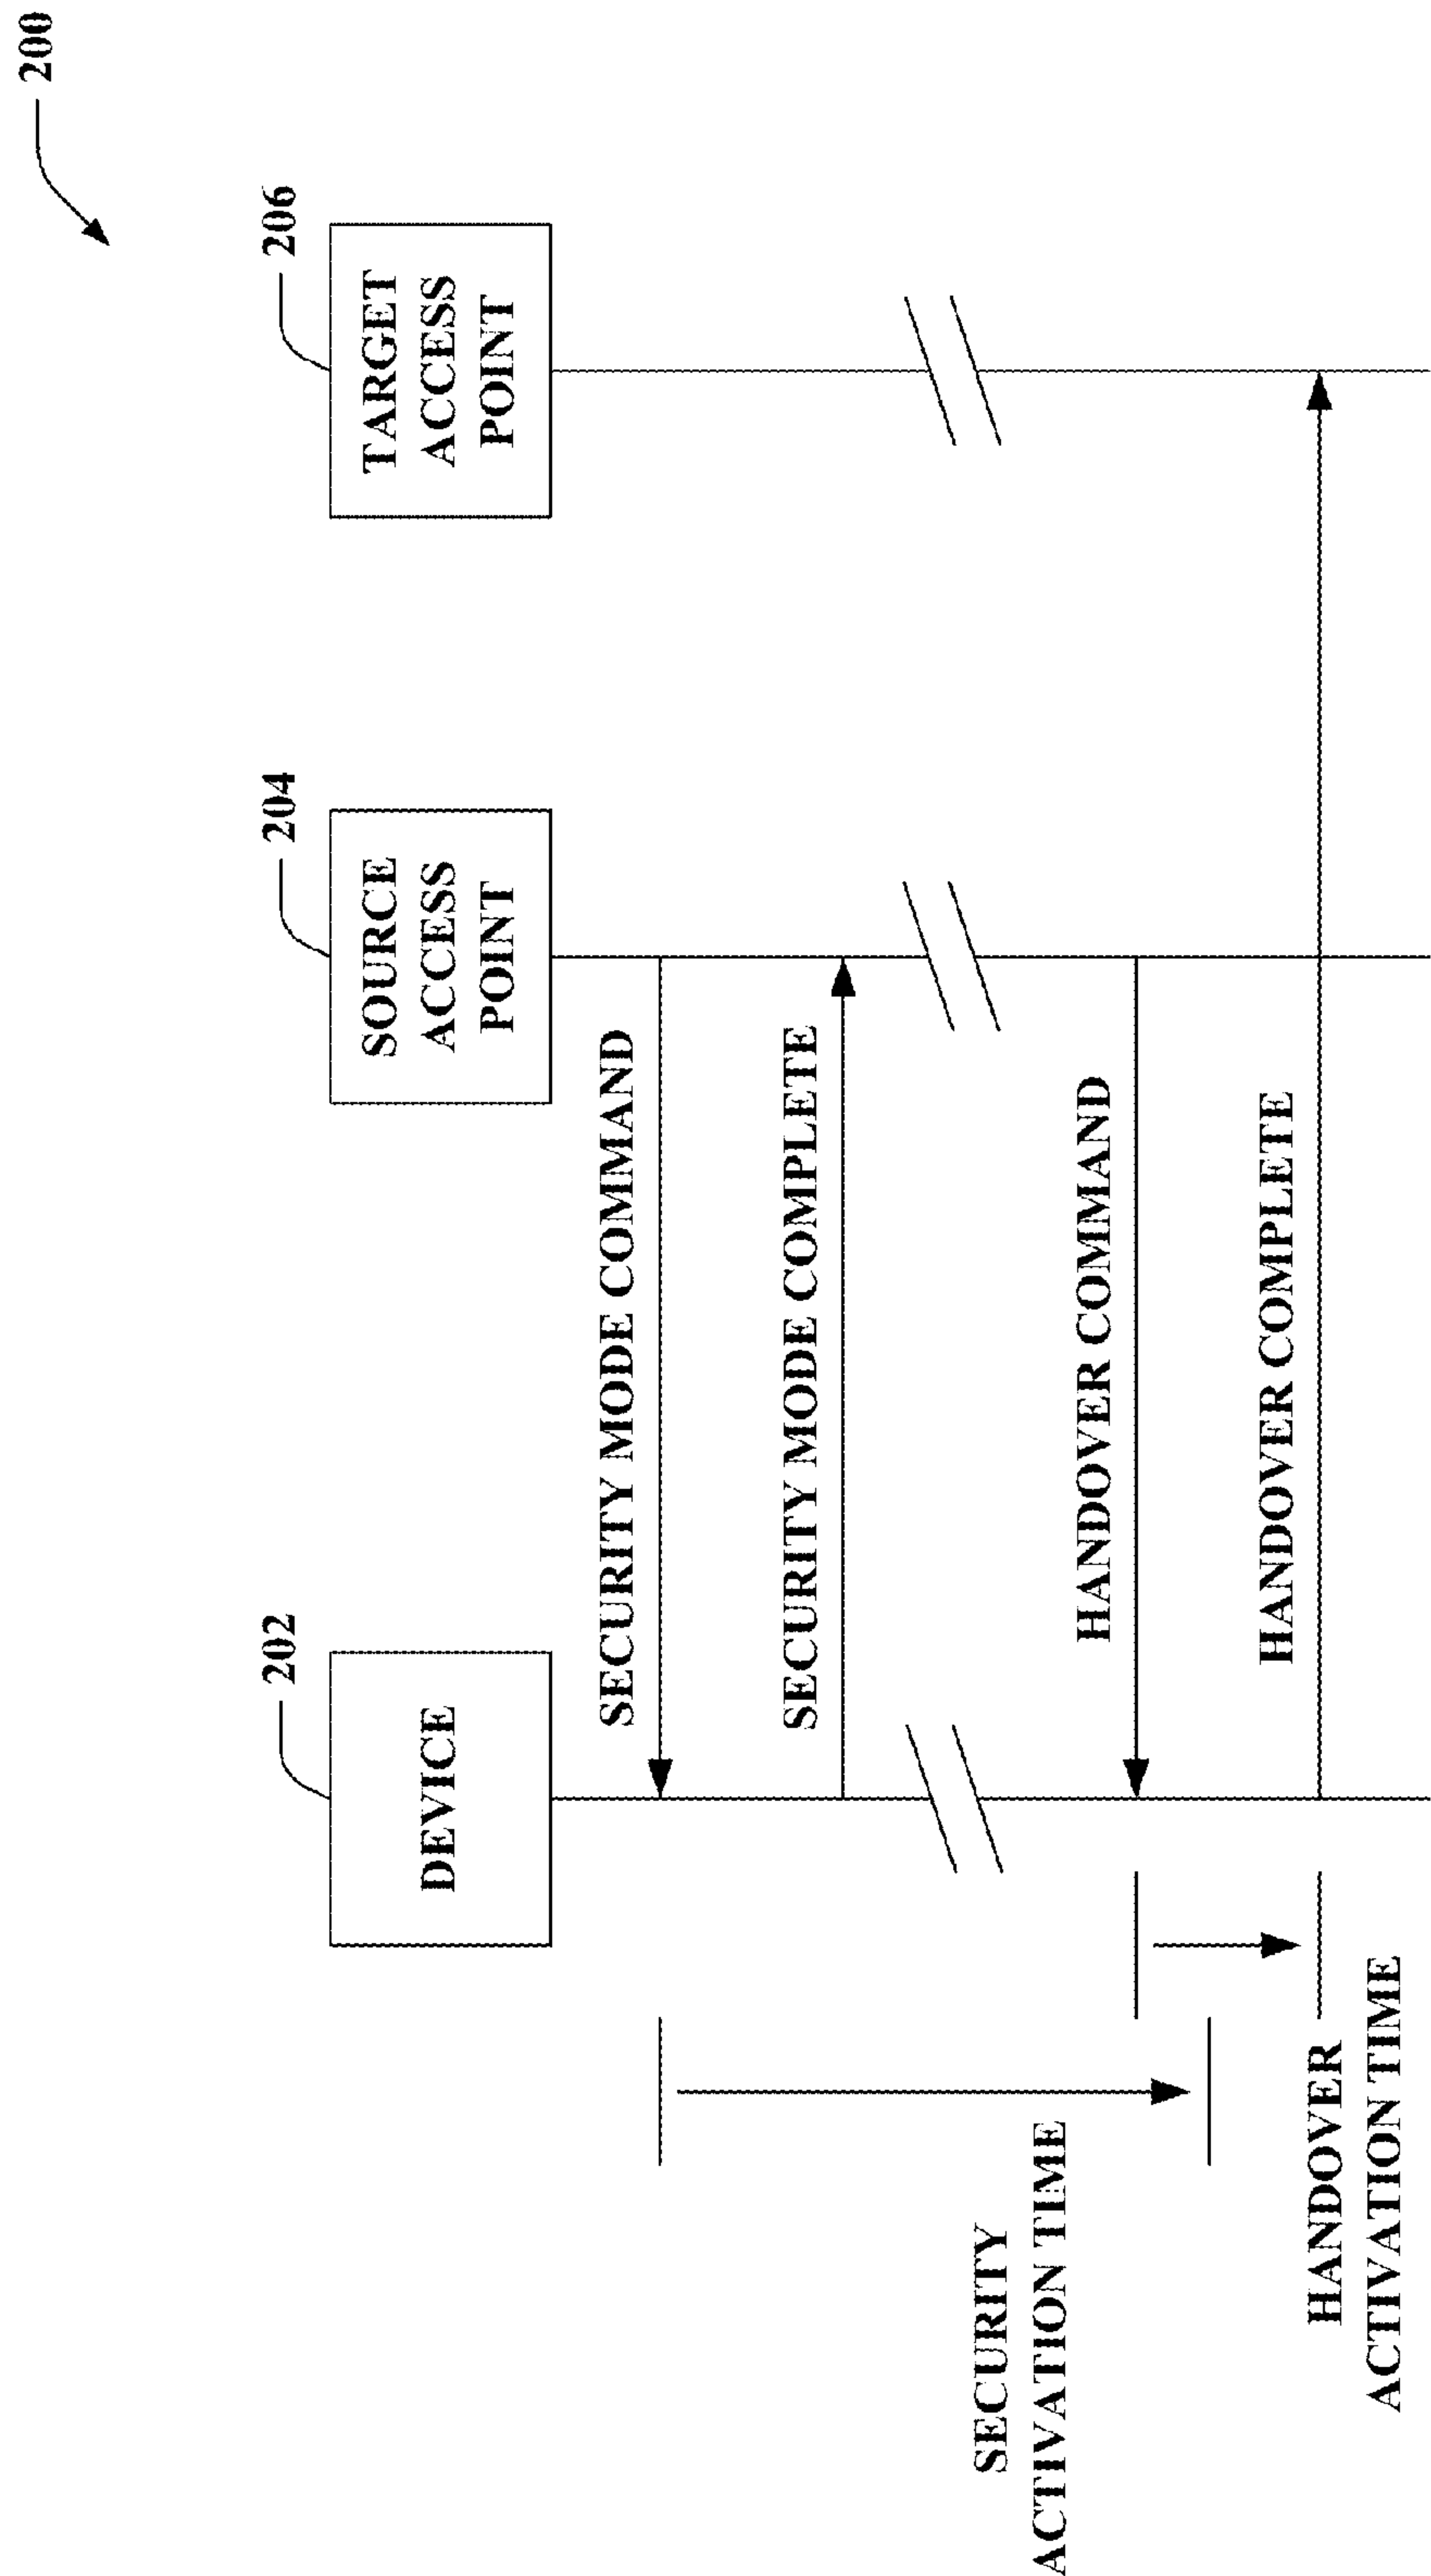 200
202
204
206
DEVICE
SOURCE
ACCESS
POINT
TARGET
ACCESS
POINT
SECURITY MODE COMMAND
SECURITY MODE COMPLETE
SECURITY
ACTIVATION TIME
HANDOVER COMMAND
HANDOVER COMPLETE
HANDOVER
ACTIVATION TIME